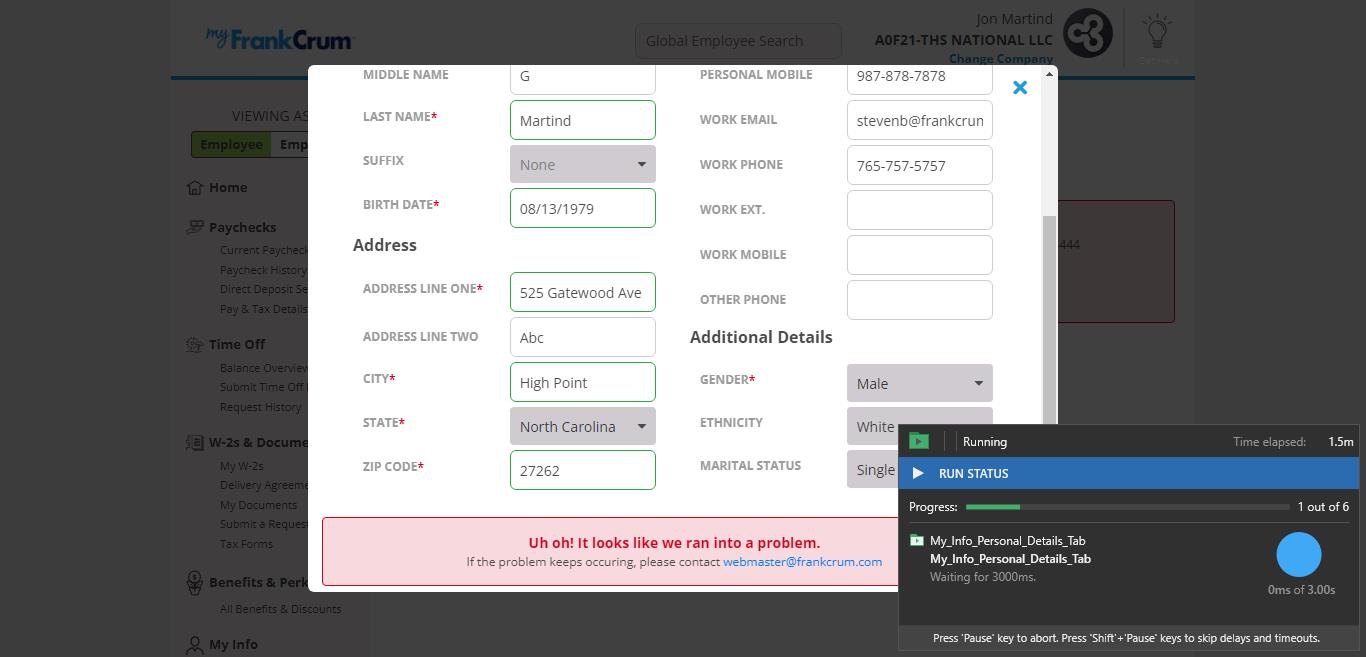 myFrankCrum
Global Employee Search
Jon Martind
A0F21-THS NATIONAL LLC
Change Company
VIEWING AS
Employee
Emp
Home
Paychecks
Current Paycheck
Paycheck History
Direct Deposit Se
Pay & Tax Details
Time Off
Balance Overview
Submit Time Off
Request History
W-2s & Docume
My W-2s
Delivery Agreeme
My Documents
Submit a Request
Tax Forms
Benefits & Perk
All Benefits & Discounts
My Info
MIDDLE NAME
G
LAST NAME*
Martind
SUFFIX
None
BIRTH DATE*
08/13/1979
Address
ADDRESS LINE ONE*
525 Gatewood Ave
ADDRESS LINE TWO
Abc
CITY*
High Point
STATE*
North Carolina
ZIP CODE*
27262
PERSONAL MOBILE
987-878-7878
WORK EMAIL
stevenb@frankcrun
WORK PHONE
765-757-5757
WORK EXT.
WORK MOBILE
OTHER PHONE
Additional Details
GENDER*
Male
ETHNICITY
White
MARITAL STATUS
Single
444
Uh oh! It looks like we ran into a problem.
If the problem keeps occuring, please contact webmaster@frankcrum.com
Running
Time elapsed: 1.5m
RUN STATUS
Progress: 1 out of 6
My_Info_Personal_Details_Tab
My_Info_Personal_Details_Tab
Waiting for 3000ms.
0ms of 3.00s
Press 'Pause' key to abort. Press 'Shift'+'Pause' keys to skip delays and timeouts.